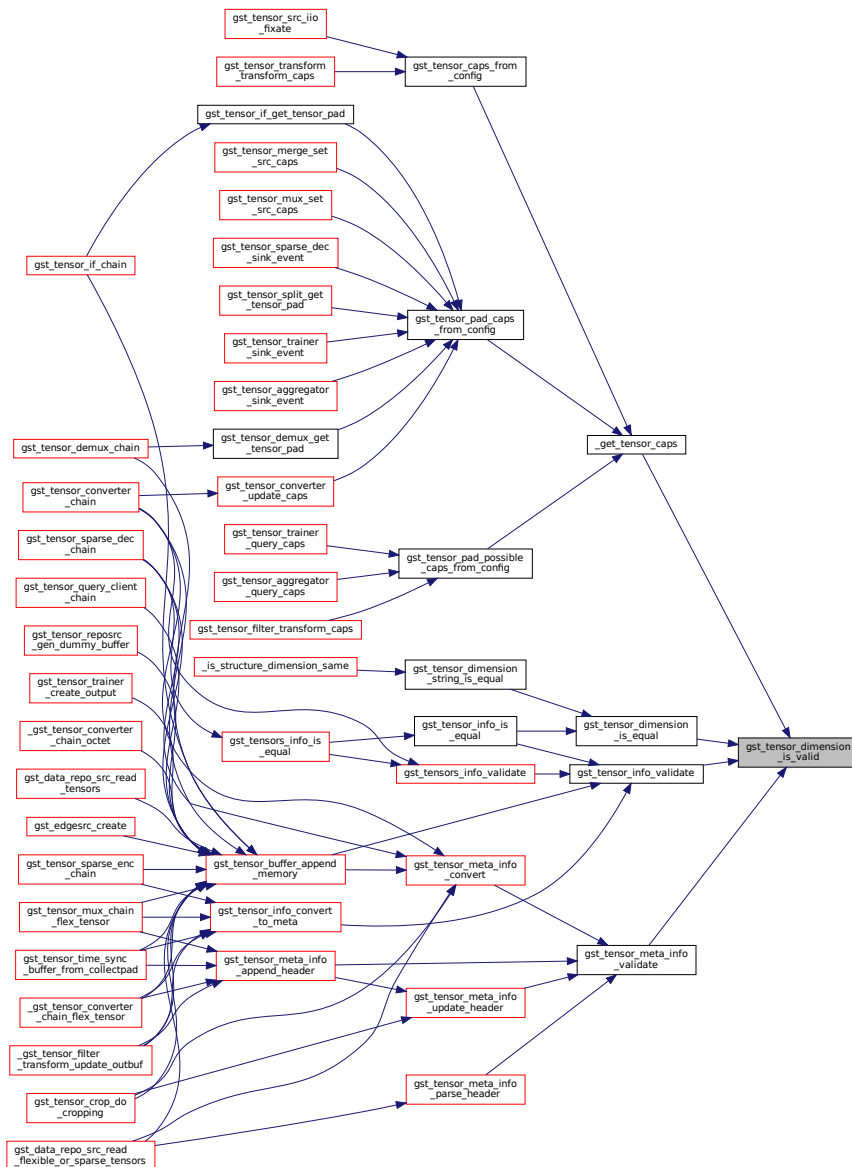 gst_tensor_src_iio
_fixate
gst_tensor_transform
_transform_caps
gst_tensor_caps_from
_config
gst_tensor_if_get_tensor_pad
gst_tensor_merge_set
_src_caps
gst_tensor_mux_set
_src_caps
gst_tensor_sparse_dec
_sink_event
gst_tensor_if_chain
gst_tensor_split_get
_tensor_pad
gst_tensor_pad_caps
_from_config
gst_tensor_trainer
_sink_event
gst_tensor_aggregator
_sink_event
gst_tensor_demux_chain
gst_tensor_demux_get
_tensor_pad
_get_tensor_caps
gst_tensor_converter
_chain
gst_tensor_converter
_update_caps
gst_tensor_sparse_dec
_chain
gst_tensor_trainer
_query_caps
gst_tensor_pad_possible
_caps_from_config
gst_tensor_query_client
_chain
gst_tensor_aggregator
_query_caps
gst_tensor_reposrc
_gen_dummy_buffer
gst_tensor_filter_transform_caps
gst_tensor_trainer
_create_output
_is_structure_dimension_same
gst_tensor_dimension
_string_is_equal
_gst_tensor_converter
_chain_octet
gst_tensors_info_is
_equal
gst_tensor_info_is
_equal
gst_tensor_dimension
_is_equal
gst_tensor_dimension
_is_valid
gst_data_repo_src_read
_tensors
gst_tensors_info_validate
gst_tensor_info_validate
gst_edgesrc_create
gst_tensor_sparse_enc
_chain
gst_tensor_buffer_append
_memory
gst_tensor_meta_info
_convert
gst_tensor_mux_chain
_flex_tensor
gst_tensor_info_convert
_to_meta
gst_tensor_time_sync
_buffer_from_collectpad
gst_tensor_meta_info
_append_header
gst_tensor_meta_info
_validate
_gst_tensor_converter
_chain_flex_tensor
gst_tensor_meta_info
_update_header
_gst_tensor_filter
_transform_update_outbuf
gst_tensor_crop_do
_cropping
gst_tensor_meta_info
_parse_header
gst_data_repo_src_read
_flexible_or_sparse_tensors